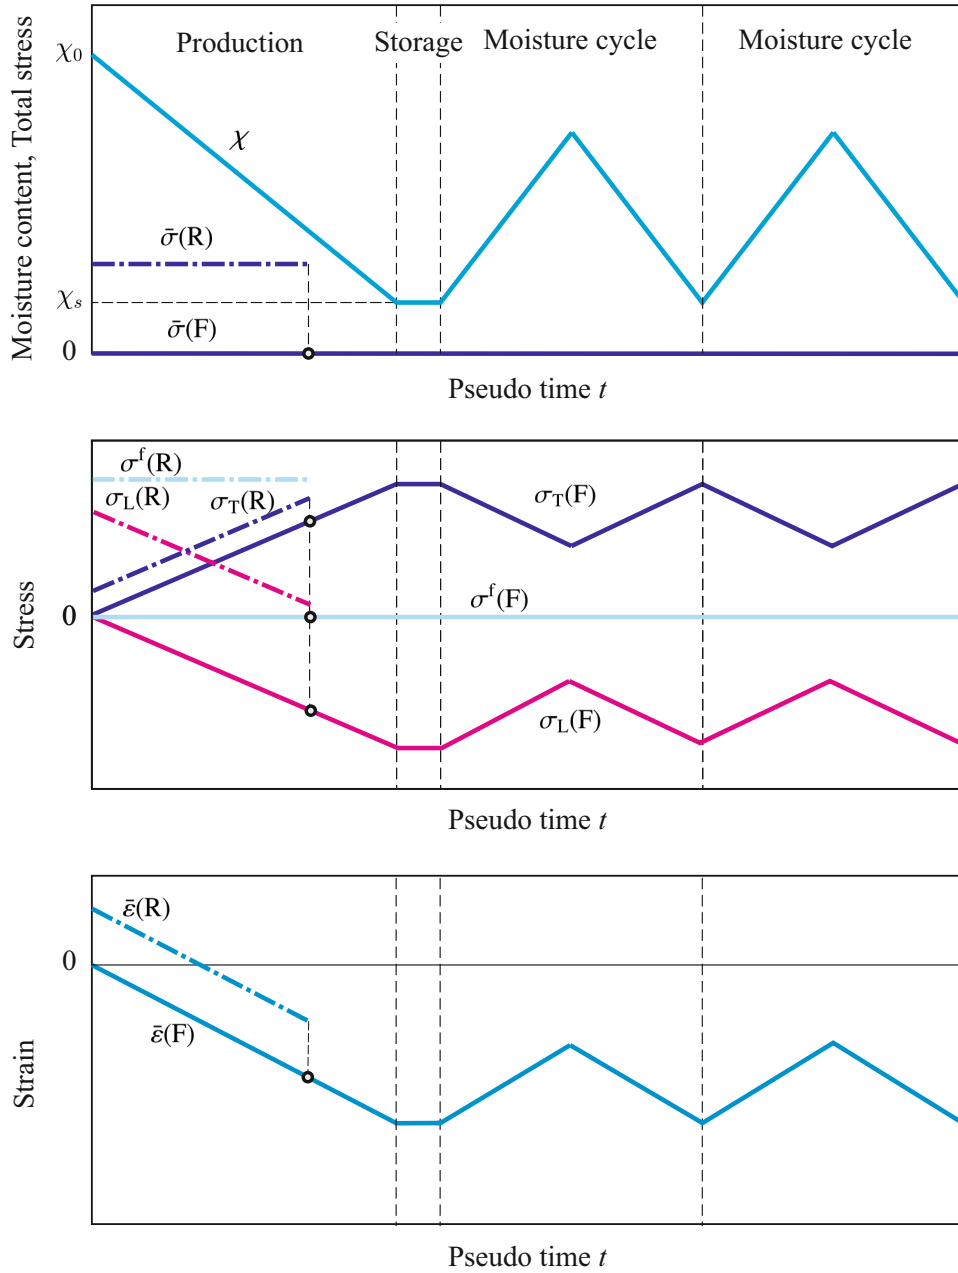 Production
Storage
Moisture cycle
Moisture cycle
Moisture content, Total stress
χ0
χ
σ̄(R)
χs
σ̄(F)
0
Pseudo time t
Stress
σᶠ(R)
σL(R)
σT(R)
σT(F)
0
σᶠ(F)
σL(F)
Pseudo time t
Strain
ε̄(R)
0
ε̄(F)
Pseudo time t